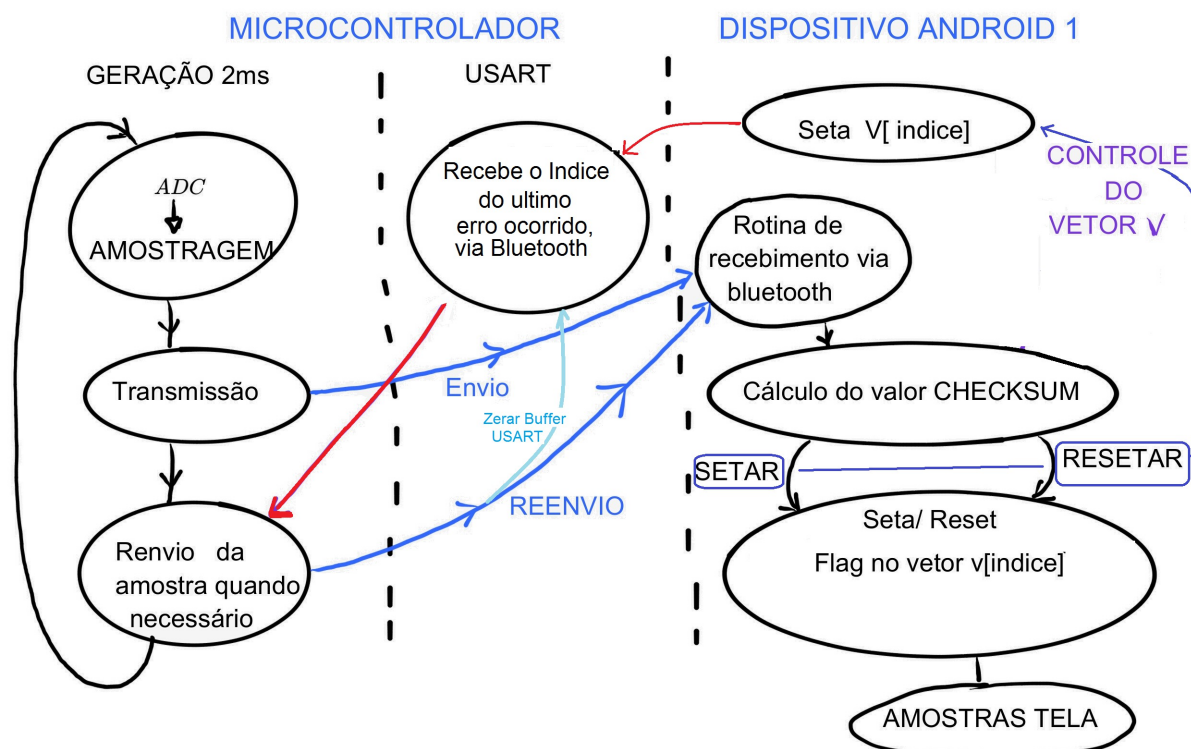 MICROCONTROLADOR
DISPOSITIVO ANDROID 1
GERAÇÃO 2ms
USART
ADC
AMOSTRAGEM
Transmissão
Renvio da
amostra quando
necessário
Recebe o Indice
do ultimo
erro ocorrido,
via Bluetooth
Envio
Zerar Buffer
USART
REENVIO
Seta V[ indice]
CONTROLE
DO
VETOR V
Rotina de
recebimento via
bluetooth
Cálculo do valor CHECKSUM
SETAR
RESETAR
Seta/ Reset
Flag no vetor v[indice]
AMOSTRAS TELA